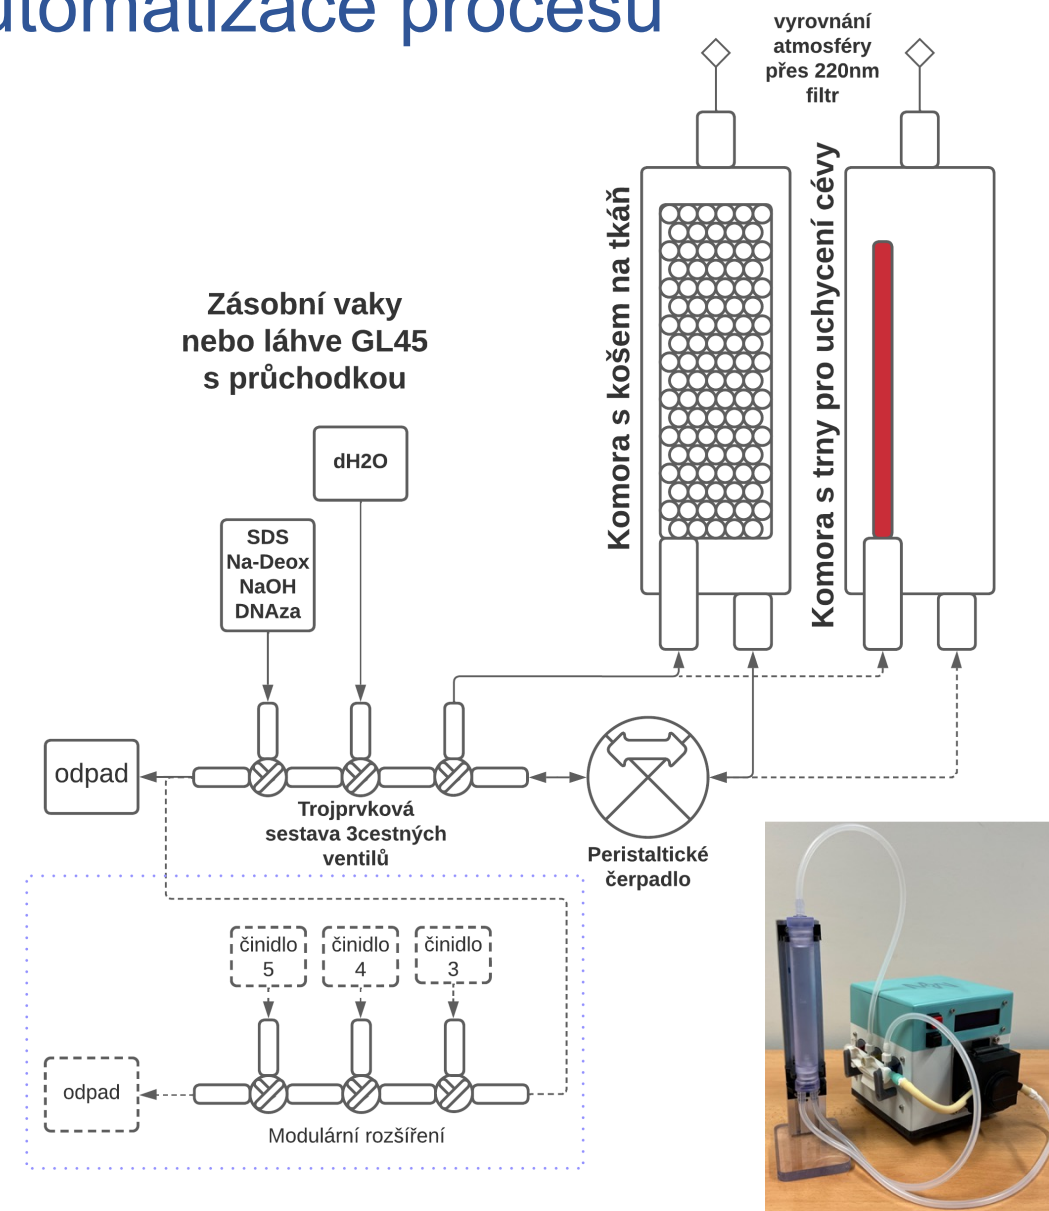 utomatizace procesu
vyrovnání
atmosféry
přes 220nm
filtr
Komora s košem na tkáň
Komora s trny pro uchycení cévy
Zásobní vaky
nebo láhve GL45
s průchodkou
dH2O
SDS
Na-Deox
NaOH
DNAza
odpad
Trojprvková
sestava 3cestných
ventilů
Peristaltické
čerpadlo
činidlo
5
činidlo
4
činidlo
3
odpad
Modulární rozšíření